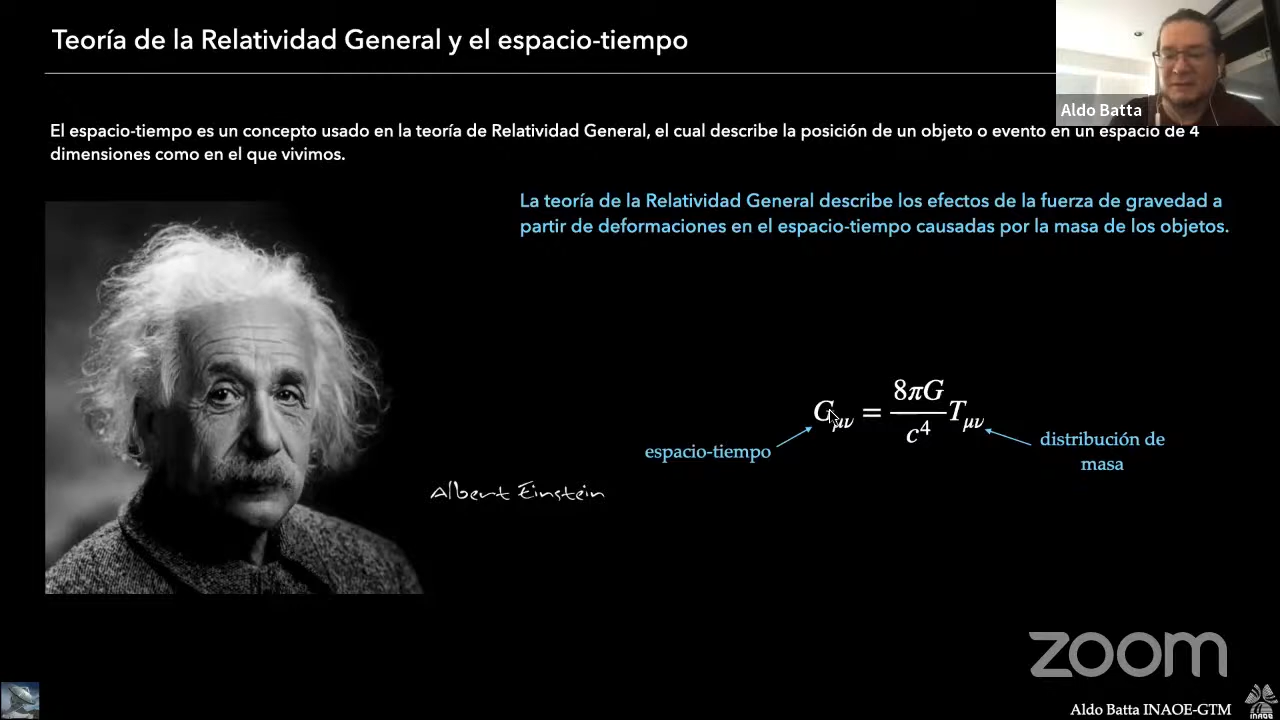 Teoría de la Relatividad General y el espacio-tiempo
Aldo Batta
El espacio-tiempo es un concepto usado en la teoría de Relatividad General, el cual describe la posición de un objeto o evento en un espacio de 4
dimensiones como en el que vivimos.
La teoría de la Relatividad General describe los efectos de la fuerza de gravedad a
partir de deformaciones en el espacio-tiempo causadas por la masa de los objetos.
G_μν = 8πG/c⁴ T_μν
espacio-tiempo
distribución de
masa
Albert Einstein
zoom
Aldo Batta INAOE-GTM
INAOE